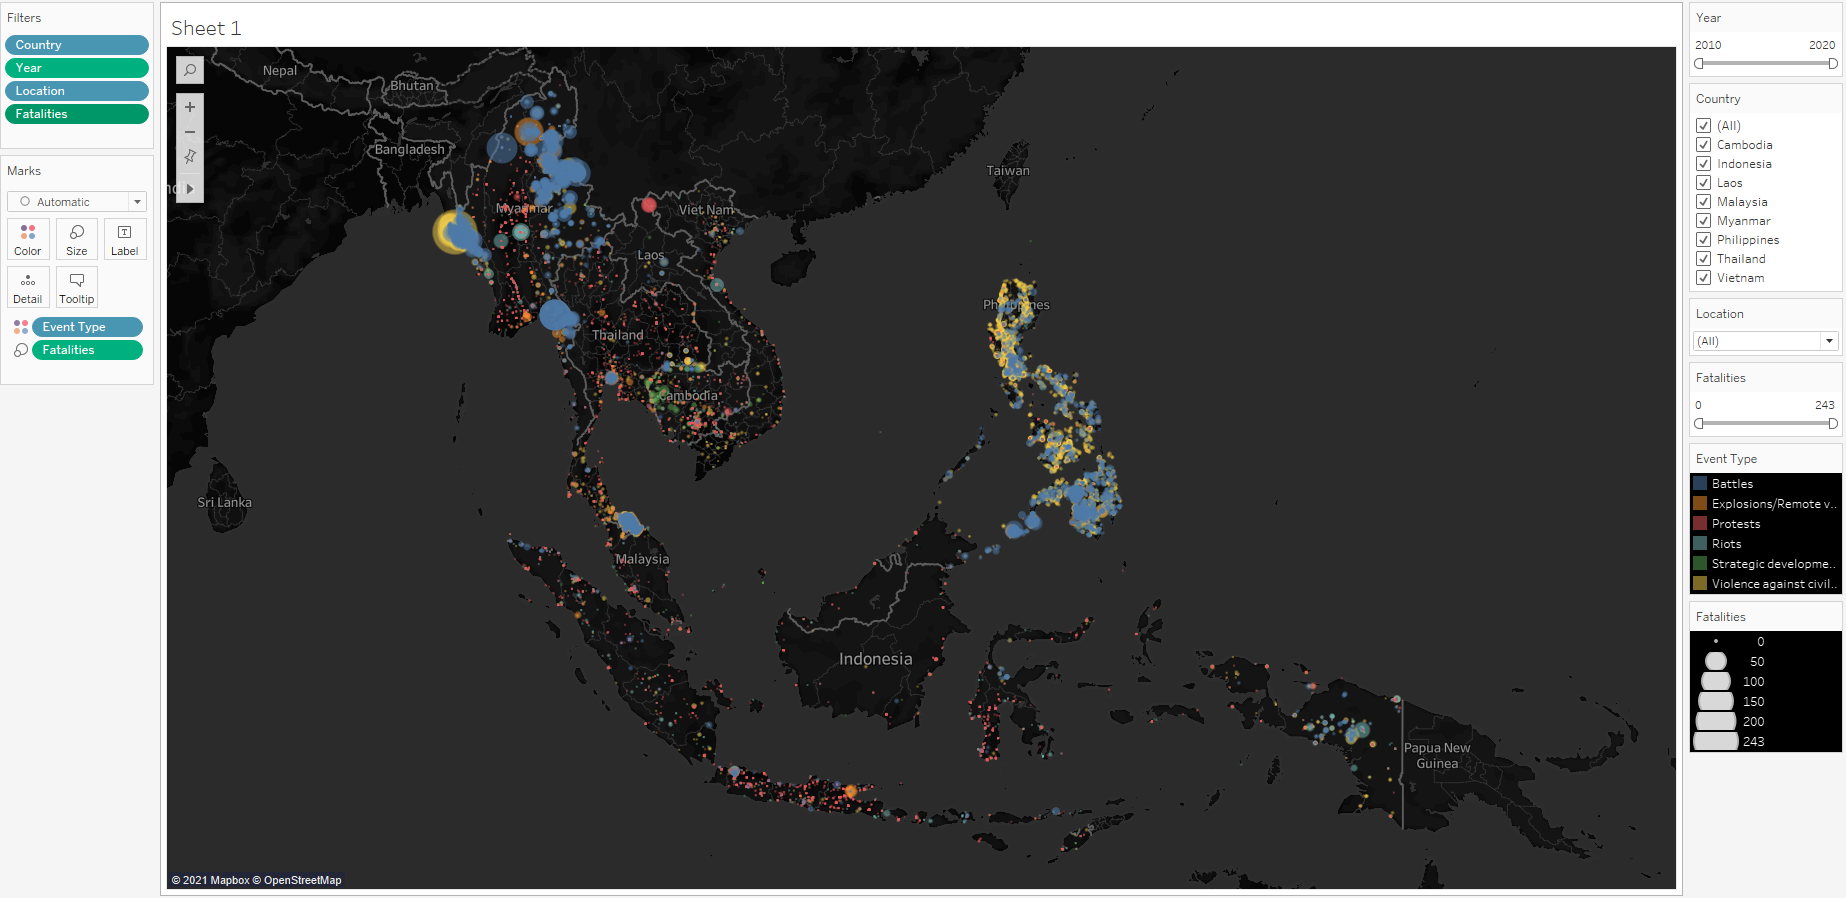 Filters
Country
Year
Location
Fatalities
Marks
Automatic
Color
Size
Label
Detail
Tooltip
Event Type
Fatalities
Sheet 1
Nepal
Bhutan
Bangladesh
Taiwan
Myanmar
Viet Nam
Laos
Philippines
Thailand
Cambodia
Sri Lanka
Malaysia
Indonesia
Papua New
Guinea
© 2021 Mapbox © OpenStreetMap
Year
2010 2020
Country
(All)
Cambodia
Indonesia
Laos
Malaysia
Myanmar
Philippines
Thailand
Vietnam
Location
(All)
Fatalities
0 243
Event Type
Battles
Explosions/Remote v..
Protests
Riots
Strategic developme..
Violence against civil..
Fatalities
0
50
100
150
200
243